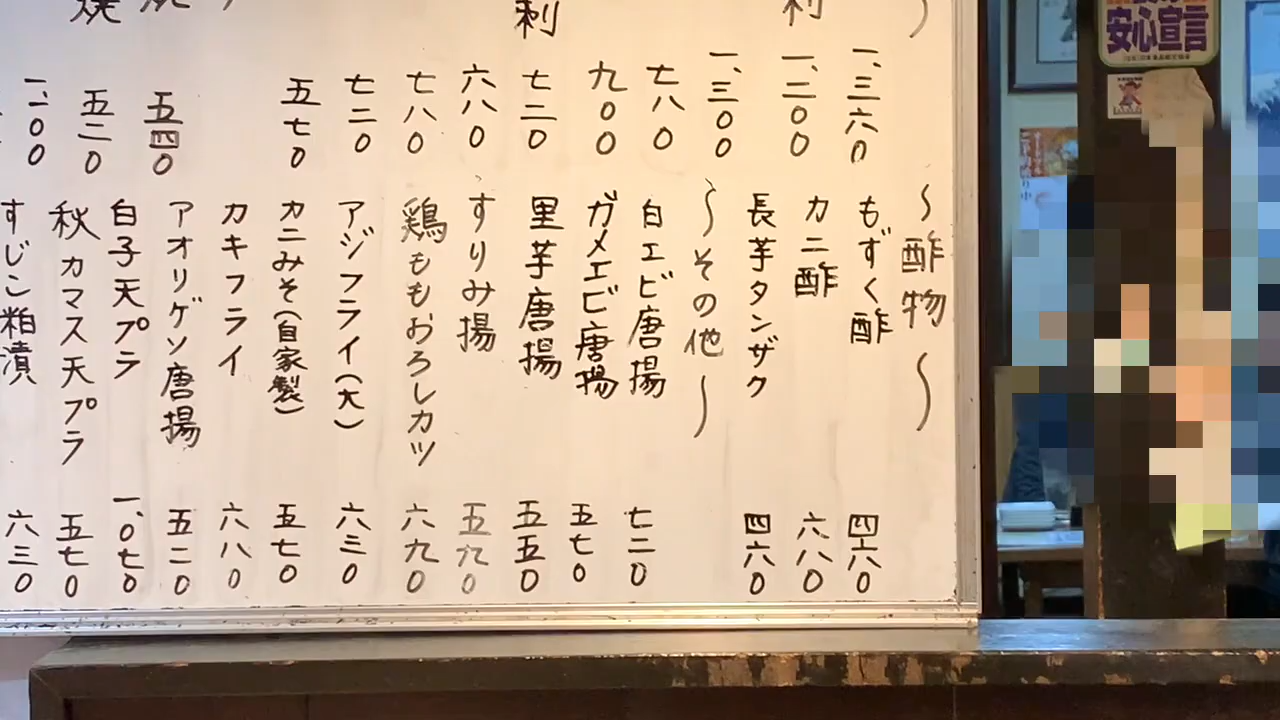 刺
一、三六〇
一、二〇〇
一、三〇〇
七八〇
九〇〇
七二〇
六八〇
七八〇
七二〇
五七〇
五四〇
五二〇
一、二〇〇
〜酢物〜
もずく酢 四六〇
カニ酢 六八〇
長芋タンザク 四六〇
〜その他〜
白エビ唐揚 七二〇
ガメエビ唐揚 五七〇
里芋唐揚 五五〇
すりみ揚 五九〇
鶏ももおろしカツ 六九〇
アジフライ(大) 六三〇
カニみそ(自家製) 五七〇
カキフライ 六八〇
アオリゲソ唐揚 五二〇
白子天プラ 一、〇七〇
秋カマス天プラ 五七〇
すじこ粕漬 六三〇
安心宣言